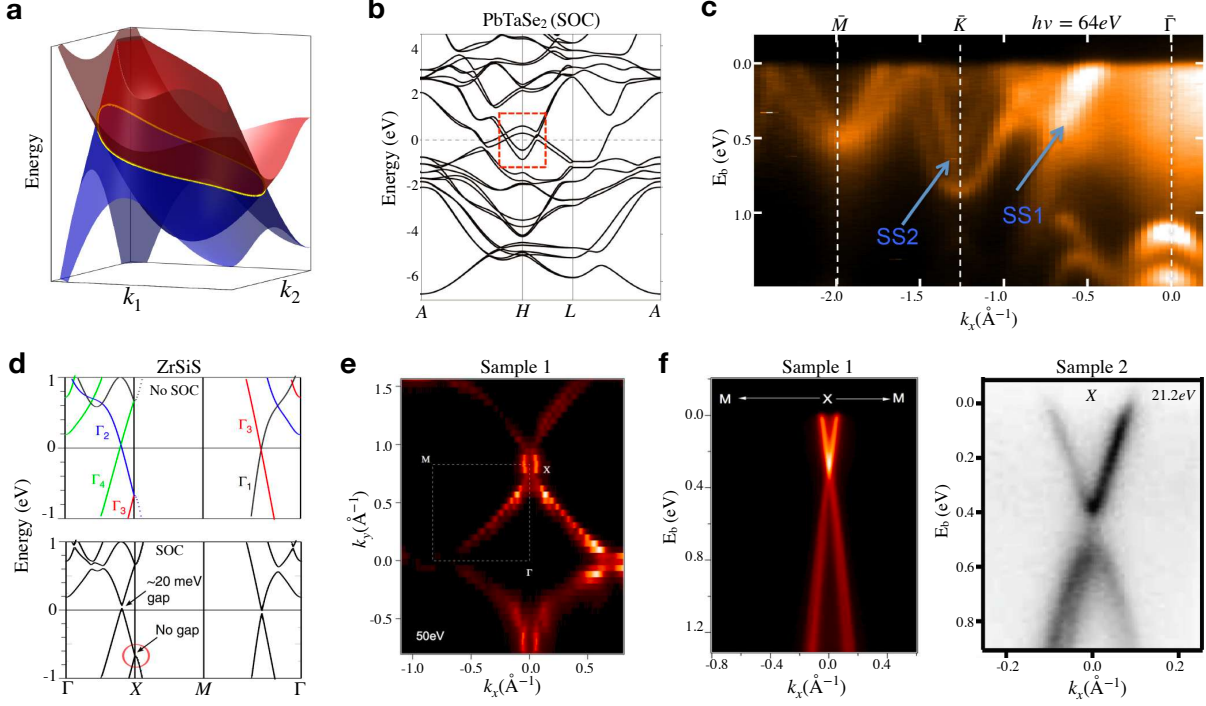 a
Energy
k1
k2
b
PbTaSe2 (SOC)
Energy (eV)
4
2
0
-2
-4
-6
A
H
L
A
c
M̄
K̄
hν = 64eV
Γ̄
Eb (eV)
0.0
0.5
1.0
SS2
SS1
-2.0
-1.5
-1.0
-0.5
0.0
kx(Å−1)
d
ZrSiS
Energy (eV)
1
0
-1
No SOC
Γ2
Γ4
Γ3
Γ3
Γ1
1
0
-1
SOC
~20 meV
gap
No gap
Γ
X
M
Γ
e
Sample 1
ky(Å−1)
1.5
1.0
0.5
0.0
-0.5
M
X
Γ
50eV
-1.0
-0.5
0.0
0.5
kx(Å−1)
f
Sample 1
M
X
M
Eb (eV)
0.0
0.4
0.8
1.2
-0.8
-0.4
0.0
0.4
kx(Å−1)
Sample 2
X
21.2eV
Eb (eV)
0.0
0.2
0.4
0.6
0.8
-0.2
0.0
0.2
kx(Å−1)